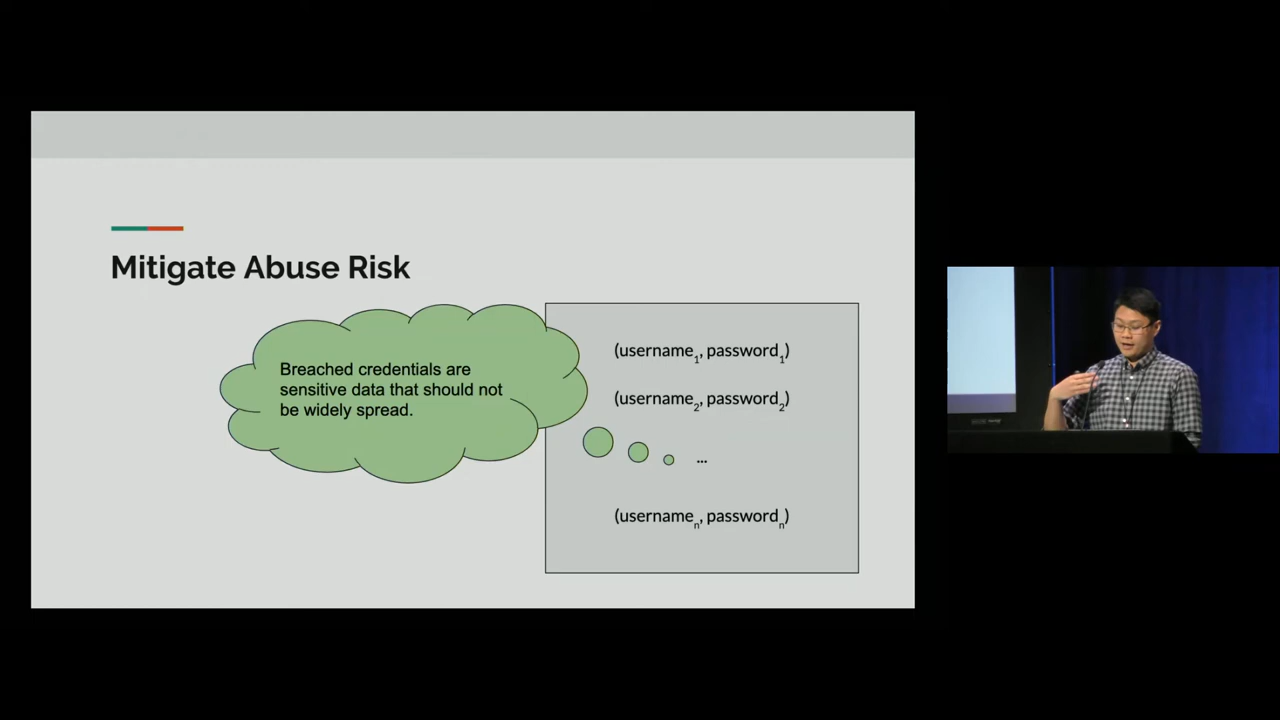 Mitigate Abuse Risk
Breached credentials are
sensitive data that should not
be widely spread.
(username1, password1)
(username2, password2)
...
(usernamen, passwordn)